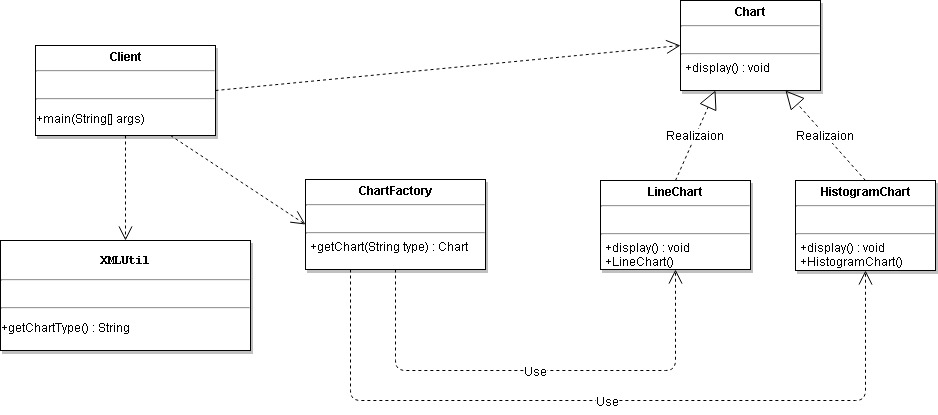 Chart
+display() : void
Client
+main(String[] args)
Realizaion
Realizaion
ChartFactory
+getChart(String type) : Chart
LineChart
+display() : void
+LineChart()
HistogramChart
+display() : void
+HistogramChart()
XMLUtil
+getChartType() : String
Use
Use